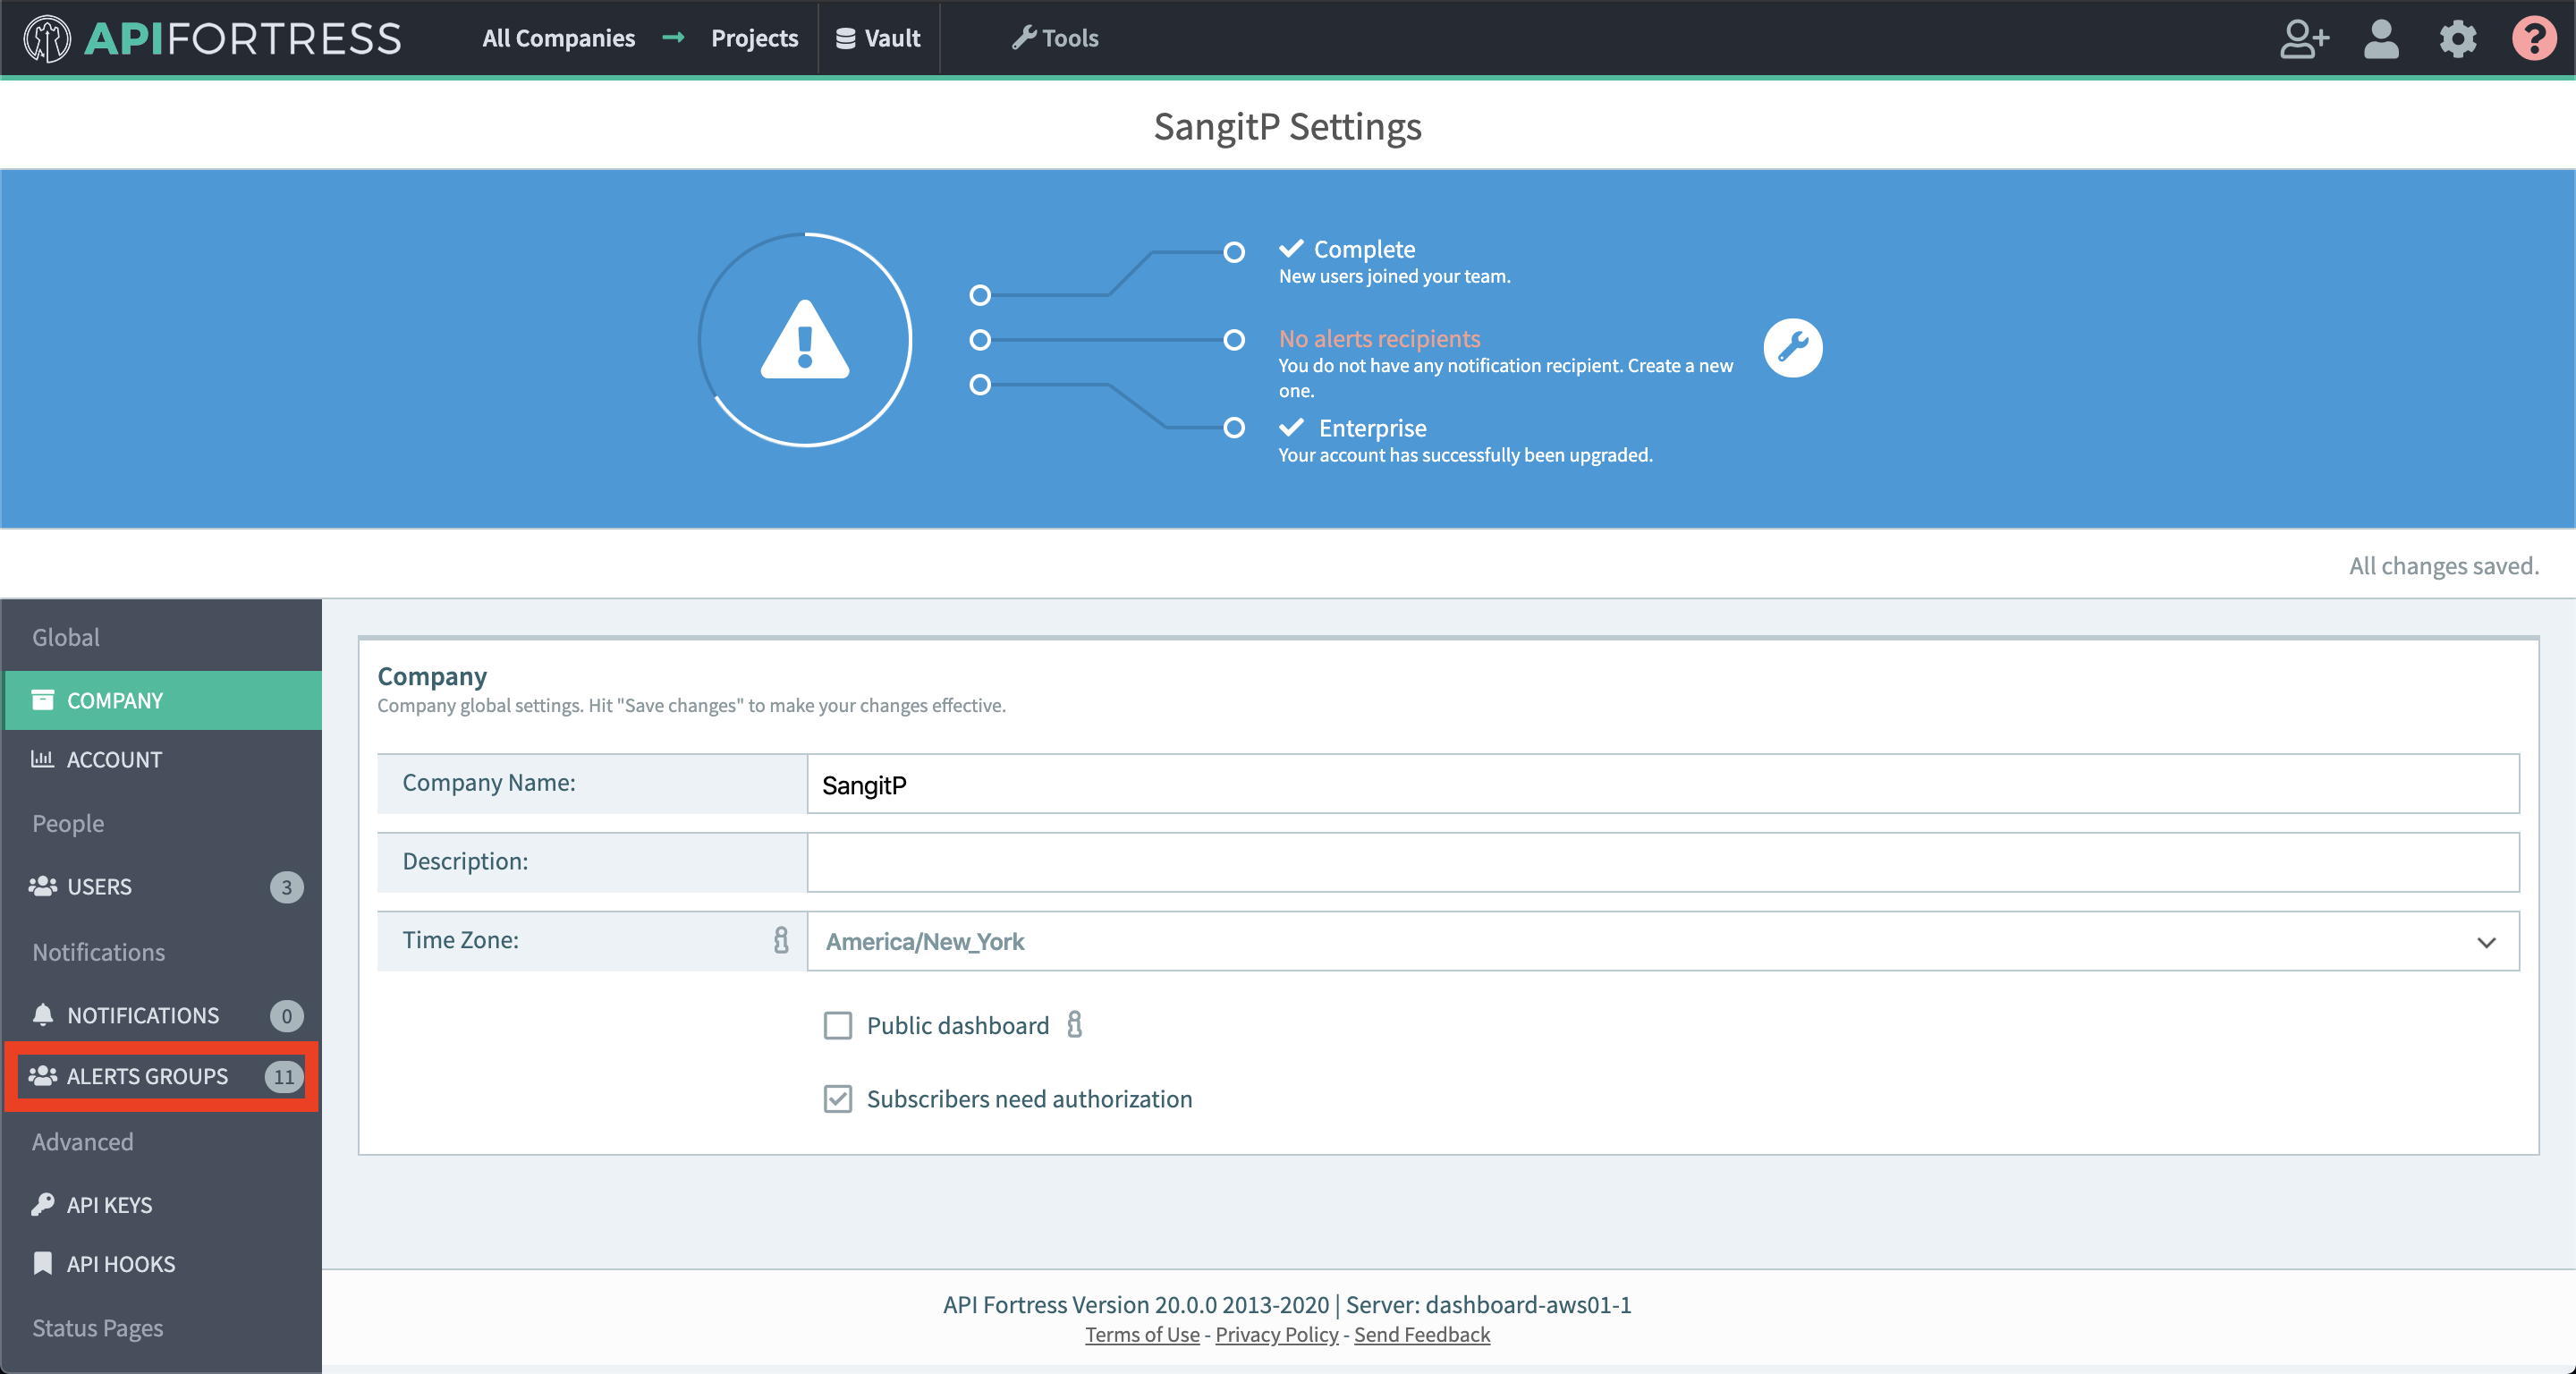 APIFORTRESS
All Companies → Projects
Vault
Tools
?
SangitP Settings
Complete
New users joined your team.
No alerts recipients
You do not have any notification recipient. Create a new
one.
Enterprise
Your account has successfully been upgraded.
All changes saved.
Global
COMPANY
ACCOUNT
People
USERS 3
Notifications
NOTIFICATIONS 0
ALERTS GROUPS 11
Advanced
API KEYS
API HOOKS
Status Pages
Company
Company global settings. Hit "Save changes" to make your changes effective.
Company Name: SangitP
Description:
Time Zone: America/New_York
Public dashboard
Subscribers need authorization
API Fortress Version 20.0.0 2013-2020 | Server: dashboard-aws01-1
Terms of Use - Privacy Policy - Send Feedback